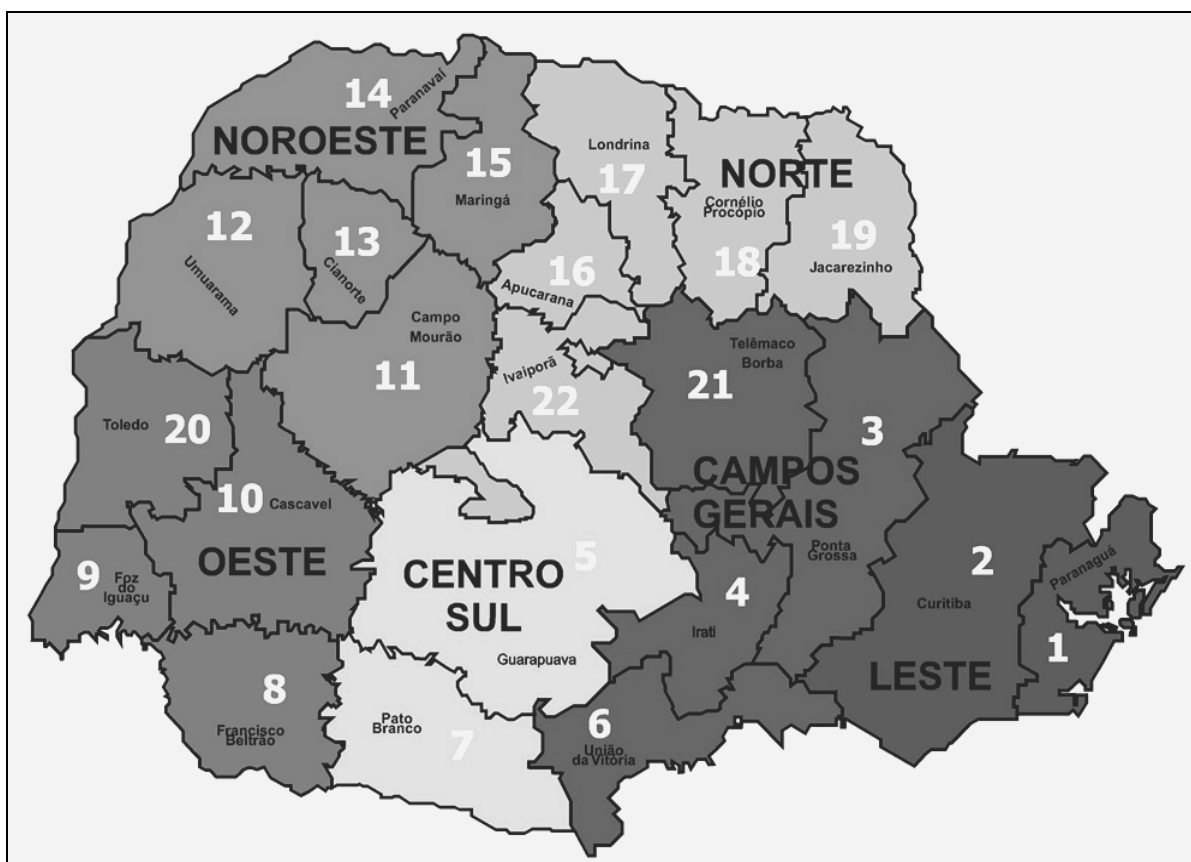 14
Paranavaí
NOROESTE
15
Maringá
Londrina
17
NORTE
Cornélio
Procópio
18
19
Jacarezinho
12
Umuarama
13
Cianorte
16
Apucarana
Campo
Mourão
11
Ivaiporã
22
Telêmaco
Borba
21
3
Toledo
20
10
Cascavel
OESTE
CAMPOS
GERAIS
Ponta
Grossa
9
Foz
do
Iguaçu
CENTRO
SUL
5
Guarapuava
4
Irati
2
Curitiba
LESTE
Paranaguá
1
8
Francisco
Beltrão
Pato
Branco
7
6
União
da Vitória